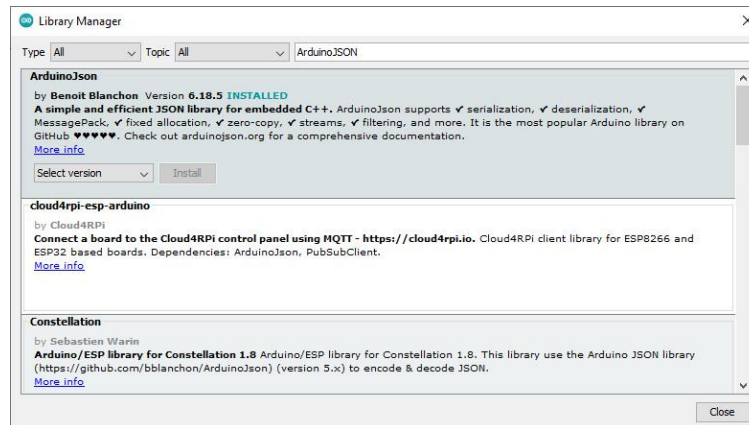 Library Manager
Type All Topic All ArduinoJSON
ArduinoJson
by Benoit Blanchon Version 6.18.5 INSTALLED
A simple and efficient JSON library for embedded C++. ArduinoJson supports ✔ serialization, ✔ deserialization, ✔
MessagePack, ✔ fixed allocation, ✔ zero-copy, ✔ streams, ✔ filtering, and more. It is the most popular Arduino library on
GitHub ♥♥♥♥♥. Check out arduinojson.org for a comprehensive documentation.
More info
Select version Install
cloud4rpi-esp-arduino
by Cloud4RPi
Connect a board to the Cloud4RPi control panel using MQTT - https://cloud4rpi.io. Cloud4RPi client library for ESP8266 and
ESP32 based boards. Dependencies: ArduinoJson, PubSubClient.
More info
Constellation
by Sebastien Warin
Arduino/ESP library for Constellation 1.8 Arduino/ESP library for Constellation 1.8. This library use the Arduino JSON library
(https://github.com/bblanchon/ArduinoJson) (version 5.x) to encode & decode JSON.
More info
Close